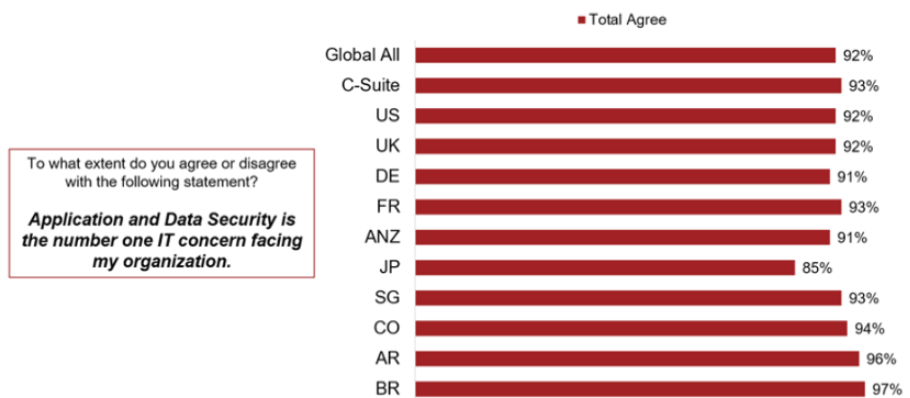 Total Agree
Global All 92%
C-Suite 93%
US 92%
UK 92%
DE 91%
FR 93%
ANZ 91%
JP 85%
SG 93%
CO 94%
AR 96%
BR 97%
To what extent do you agree or disagree
with the following statement?
Application and Data Security is
the number one IT concern facing
my organization.